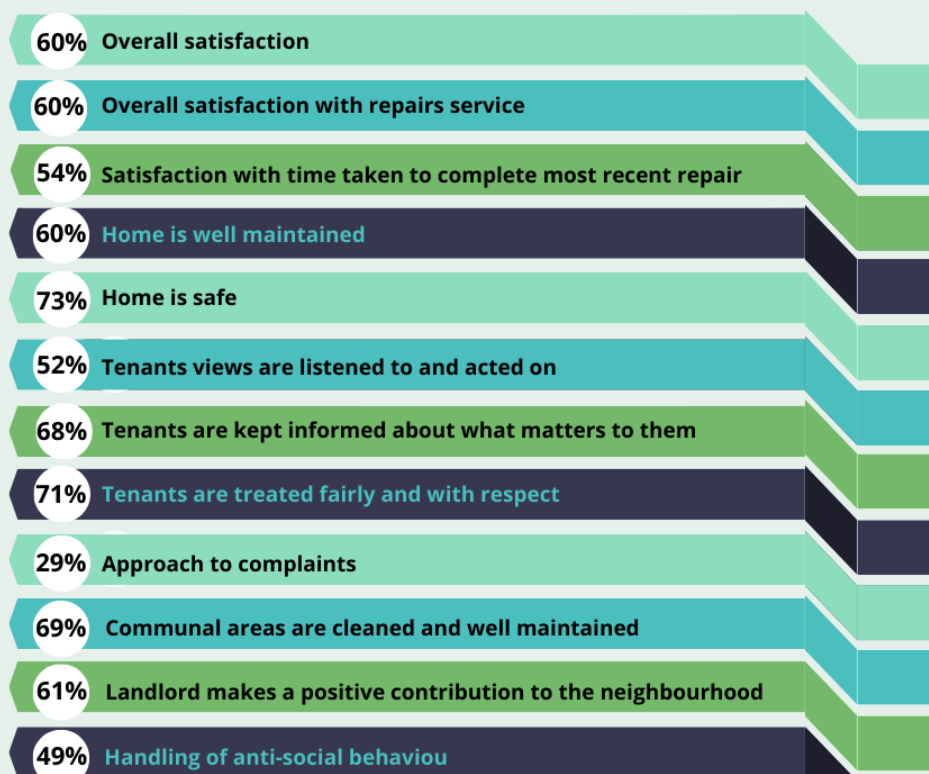 60% Overall satisfaction
60% Overall satisfaction with repairs service
54% Satisfaction with time taken to complete most recent repair
60% Home is well maintained
73% Home is safe
52% Tenants views are listened to and acted on
68% Tenants are kept informed about what matters to them
71% Tenants are treated fairly and with respect
29% Approach to complaints
69% Communal areas are cleaned and well maintained
61% Landlord makes a positive contribution to the neighbourhood
49% Handling of anti-social behaviou